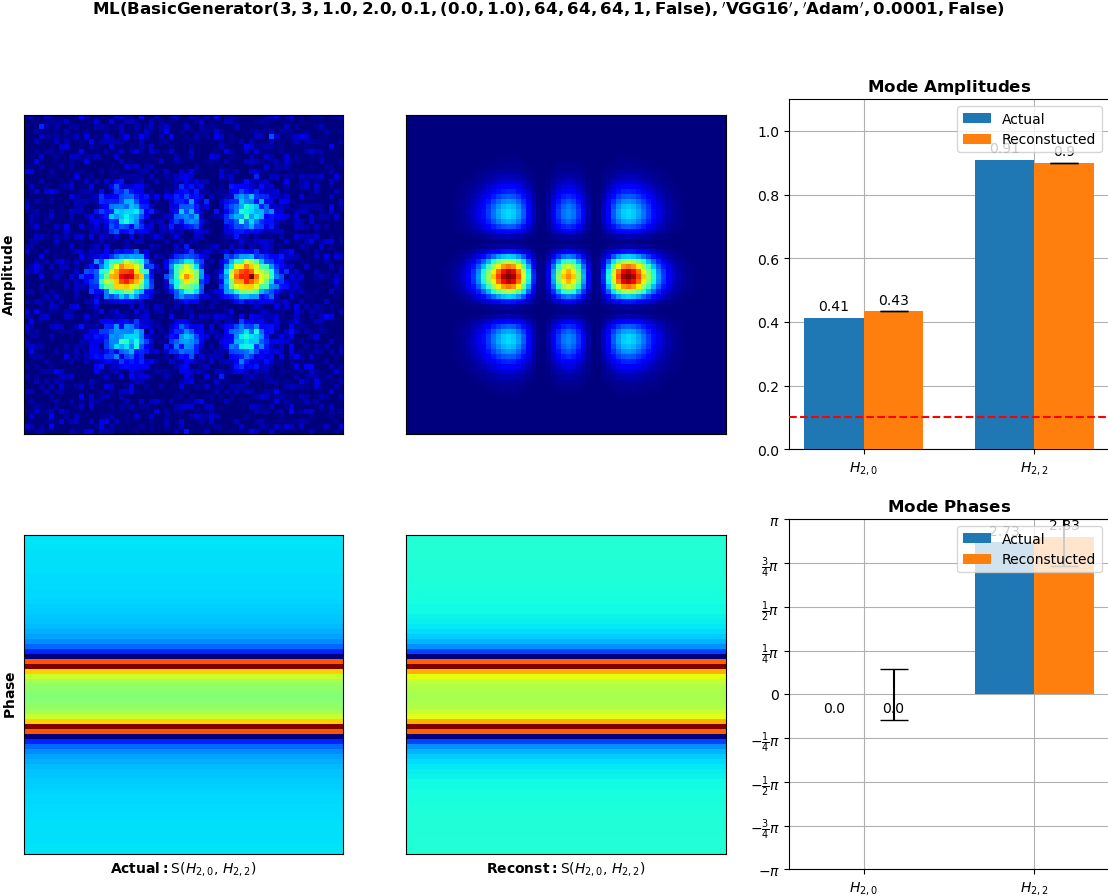 ML(BasicGenerator(3, 3, 1.0, 2.0, 0.1, (0.0, 1.0), 64, 64, 64, 1, False), 'VGG16', 'Adam', 0.0001, False)
Amplitude
Mode Amplitudes
Actual
Reconstucted
1.0
0.8
0.6
0.4
0.2
0.0
0.41
0.43
0.91
0.9
H2, 0
H2, 2
Phase
Actual: S(H2, 0, H2, 2)
Reconst: S(H2, 0, H2, 2)
Mode Phases
Actual
Reconstucted
π
3/4π
1/2π
1/4π
0
−1/4π
−1/2π
−3/4π
−π
0.0
0.0
2.73
2.83
H2, 0
H2, 2